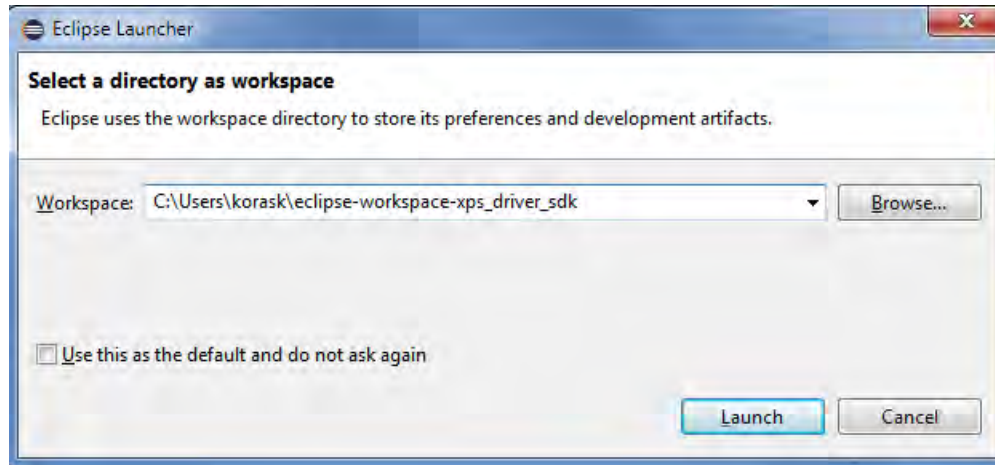 Eclipse Launcher
Select a directory as workspace
Eclipse uses the workspace directory to store its preferences and development artifacts.
Workspace: C:\Users\korask\eclipse-workspace-xps_driver_sdk Browse...
Use this as the default and do not ask again
Launch Cancel